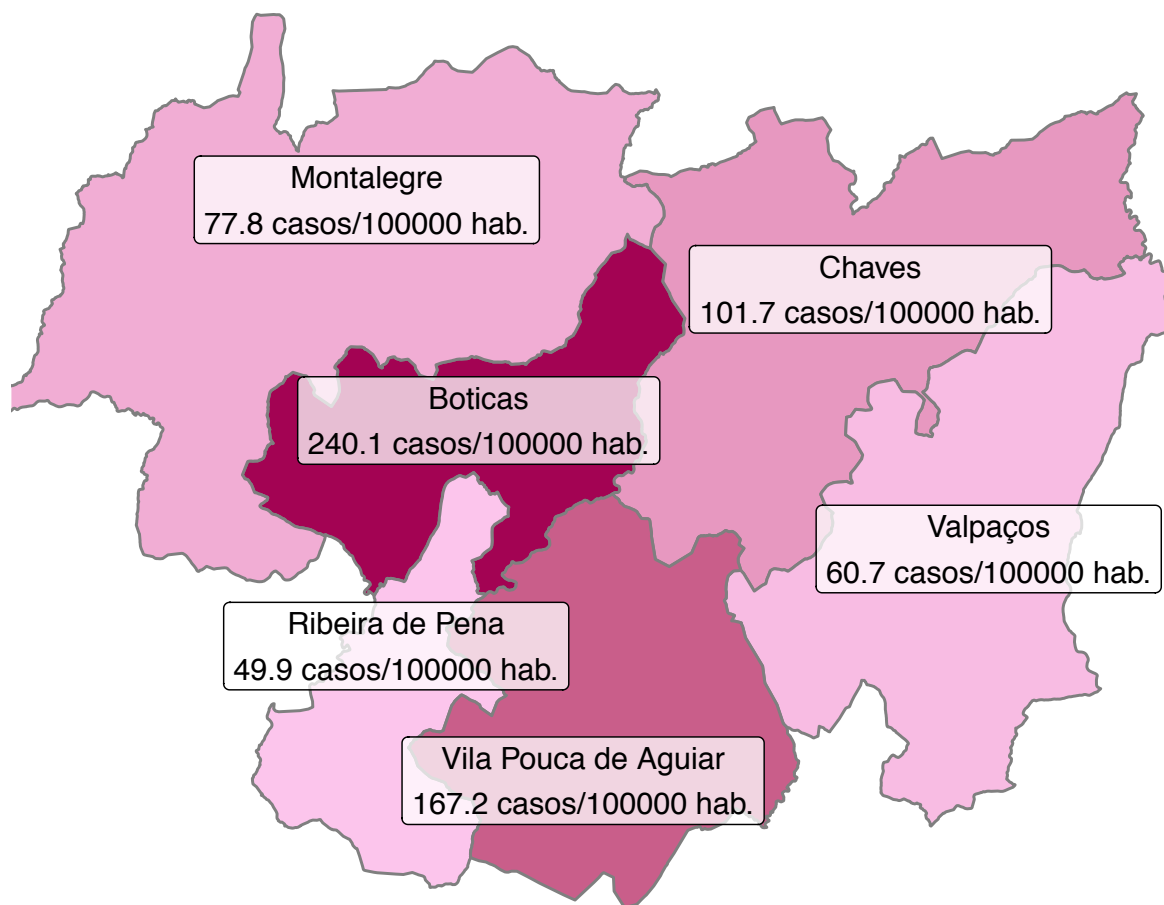 Montalegre
77.8 casos/100000 hab.
Chaves
101.7 casos/100000 hab.
Boticas
240.1 casos/100000 hab.
Valpaços
60.7 casos/100000 hab.
Ribeira de Pena
49.9 casos/100000 hab.
Vila Pouca de Aguiar
167.2 casos/100000 hab.